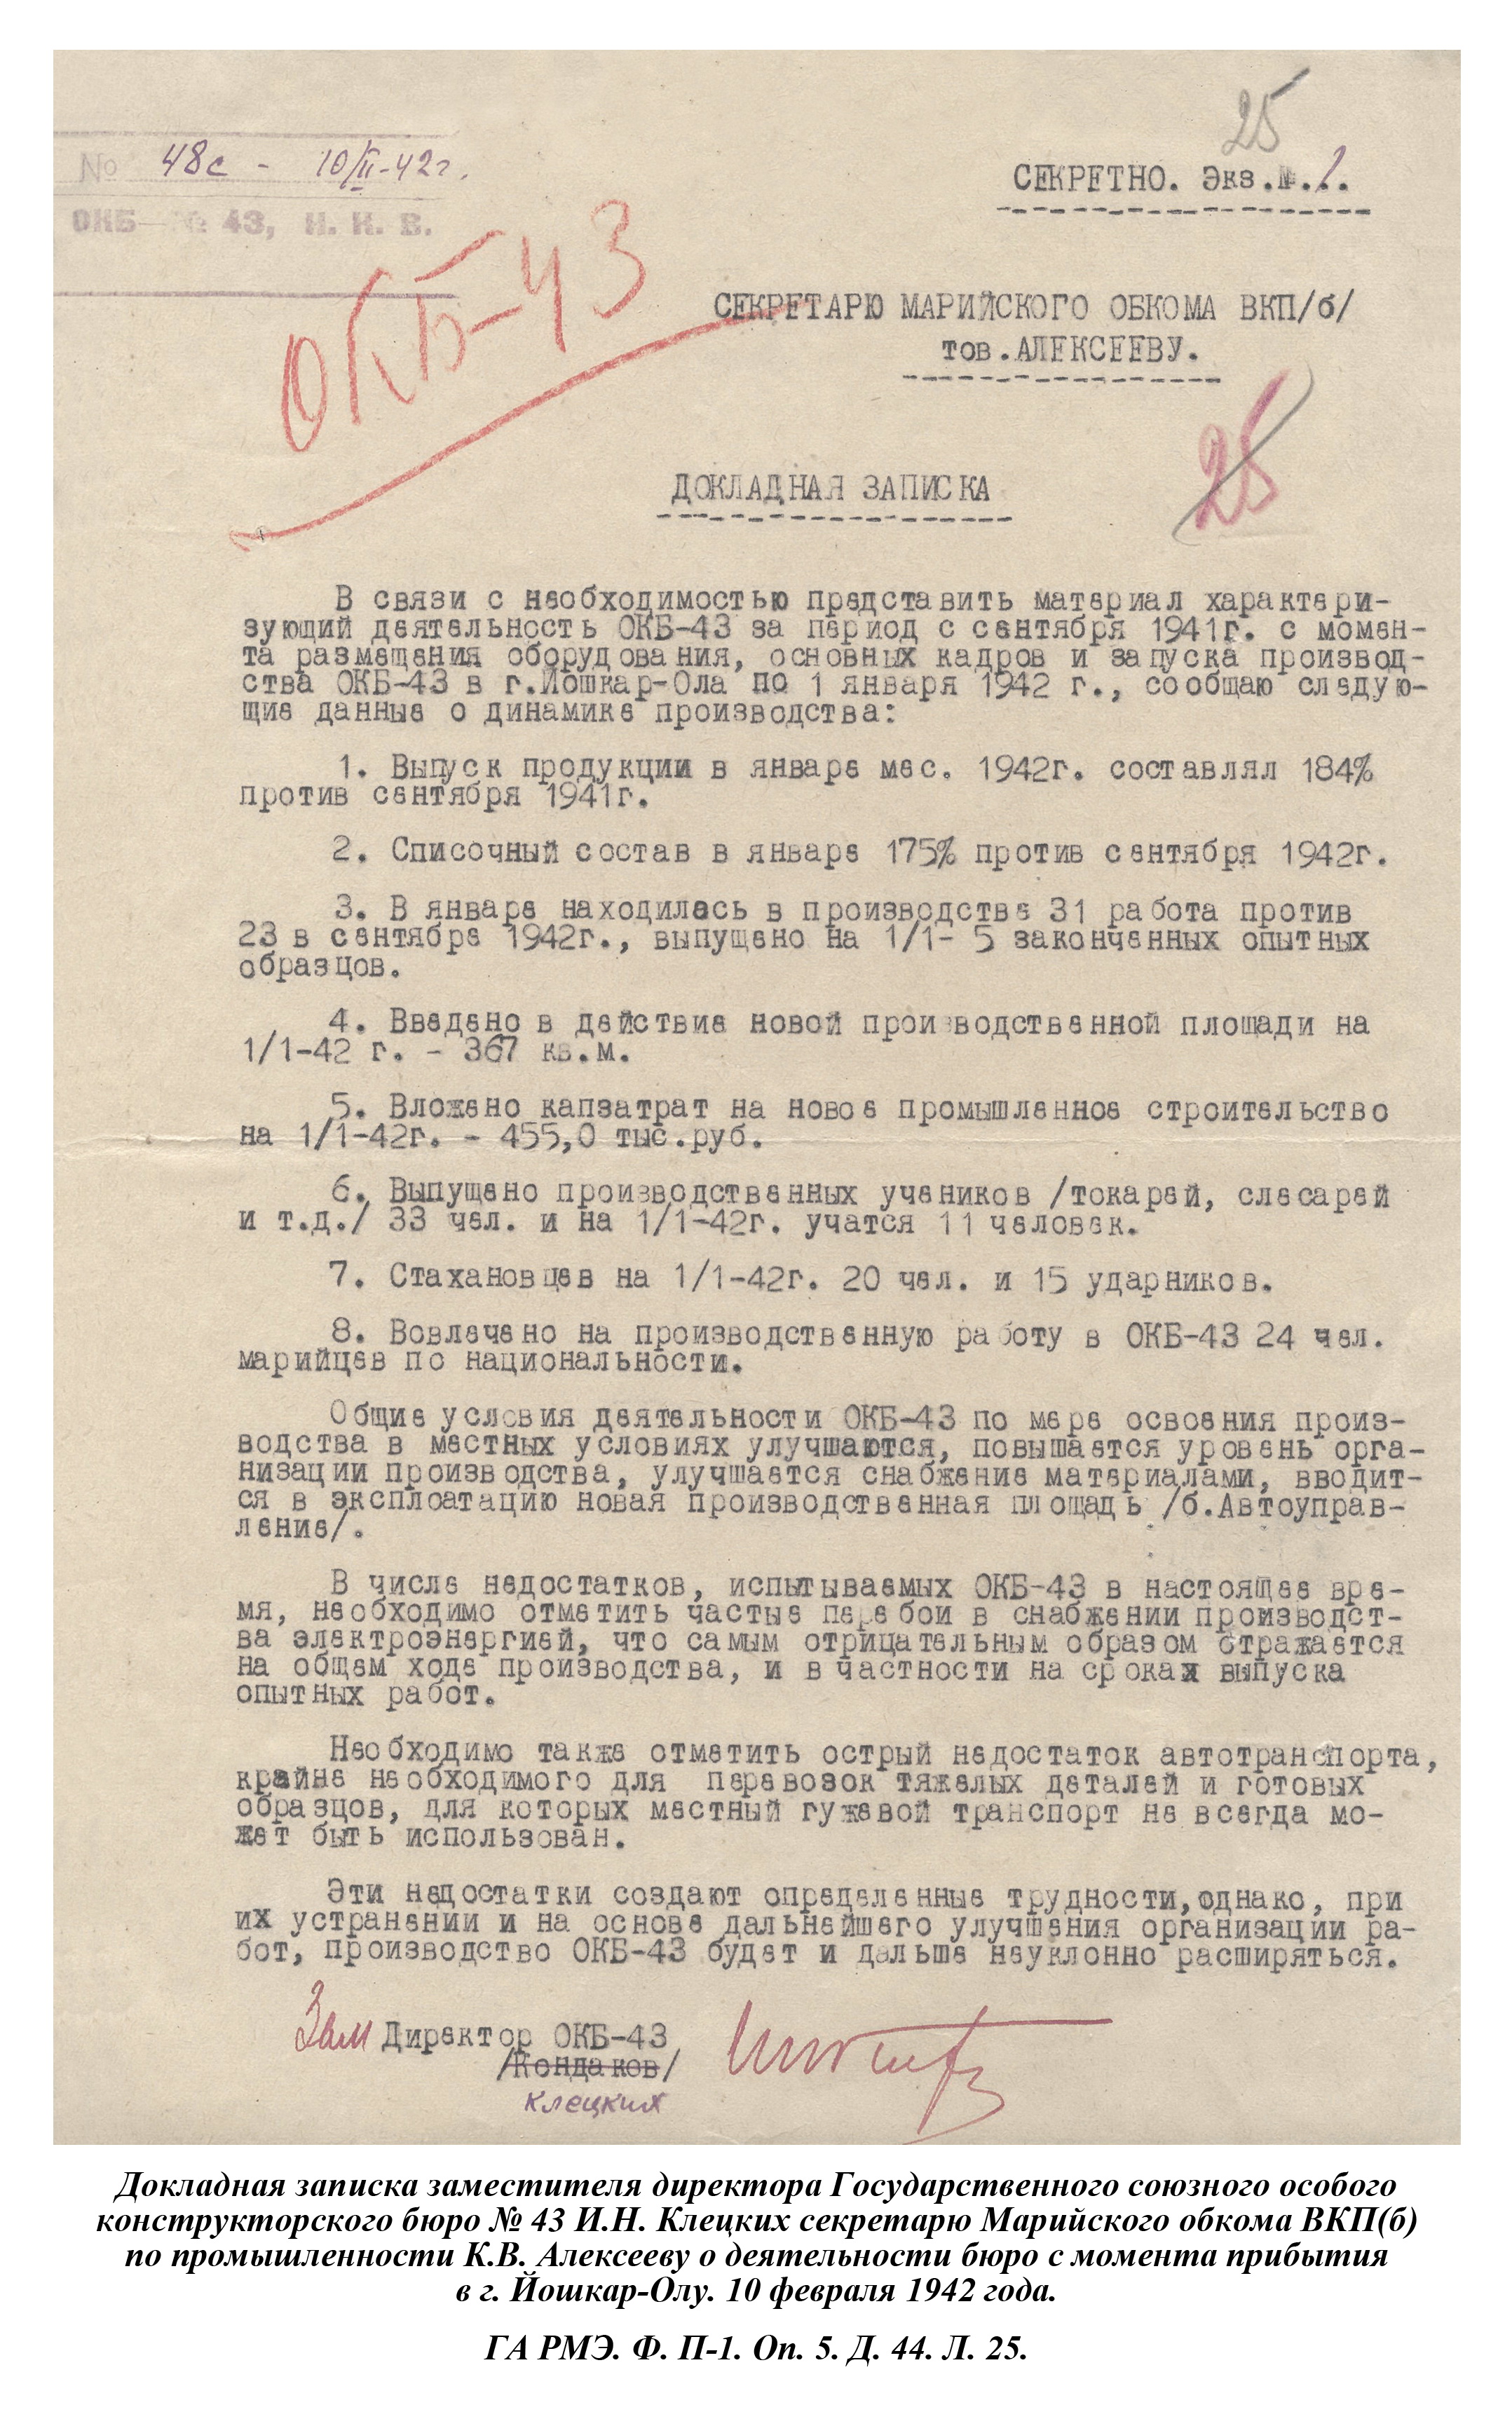 25
№ 48с - 10/II-42г.
СЕКРЕТНО. Экз.№.1.
ОКБ-№ 43, Н. К. В.
ОКБ-43
СЕКРЕТАРЮ МАРИЙСКОГО ОБКОМА ВКП/б/
тов.АЛЕКСЕЕВУ.
25
ДОКЛАДНАЯ ЗАПИСКА
В связи с необходимостью представить материал характери-
зующий деятельность ОКБ-43 за период с сентября 1941г. с момен-
та размещения оборудования, основных кадров и запуска производ-
ства ОКБ-43 в г.Йошкар-Ола по 1 января 1942 г., сообщаю следую-
щие данные о динамике производства:
1. Выпуск продукции в январе мес. 1942г. составлял 184%
против сентября 1941г.
2. Списочный состав в январе 175% против сентября 1942г.
3. В январе находилось в производстве 31 работа против
23 в сентябре 1942г., выпущено на 1/1- 5 законченных опытных
образцов.
4. Введено в действие новой производственной площади на
1/1-42 г. - 367 кв.м.
5. Вложено капзатрат на новое промышленное строительство
на 1/1-42г. - 455,0 тыс.руб.
6. Выпущено производственных учеников /токарей, слесарей
и т.д./ 33 чел. и на 1/1-42г. учатся 11 человек.
7. Стахановцев на 1/1-42г. 20 чел. и 15 ударников.
8. Вовлечено на производственную работу в ОКБ-43 24 чел.
марийцев по национальности.
Общие условия деятельности ОКБ-43 по мере освоения произ-
водства в местных условиях улучшаются, повышается уровень орга-
низации производства, улучшается снабжение материалами, вводит-
ся в эксплоатацию новая производственная площадь /б.Автоуправ-
ление/.
В числе недостатков, испытываемых ОКБ-43 в настоящее вре-
мя, необходимо отметить частые перебои в снабжении производст-
ва электроэнергией, что самым отрицательным образом отражается
на общем ходе производства, и в частности на сроках выпуска
опытных работ.
Необходимо также отметить острый недостаток автотранспорта,
крайне необходимого для перевозок тяжелых деталей и готовых
образцов, для которых местный гужевой транспорт не всегда мо-
жет быть использован.
Эти недостатки создают определенные трудности,однако, при
их устранении и на основе дальнейшего улучшения организации ра-
бот, производство ОКБ-43 будет и дальше неуклонно расширяться.
Зам Директор ОКБ-43
/Кондаков/
Клецких
Докладная записка заместителя директора Государственного союзного особого
конструкторского бюро № 43 И.Н. Клецких секретарю Марийского обкома ВКП(б)
по промышленности К.В. Алексееву о деятельности бюро с момента прибытия
в г. Йошкар-Олу. 10 февраля 1942 года.
ГА РМЭ. Ф. П-1. Оп. 5. Д. 44. Л. 25.